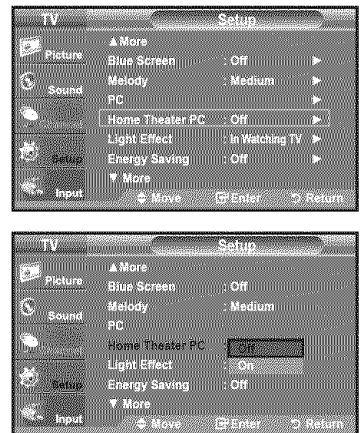 TV Setup
▲ More
Picture
Blue Screen : Off ▶
Melody : Medium ▶
Sound
PC ▶
Home Theater PC : Off ▶
Light Effect : In Watching TV ▶
Setup
Energy Saving : Off ▶
▼ More
Input
Move Enter Return
TV Setup
▲ More
Picture
Blue Screen : Off
Melody : Medium
Sound
PC
Home Theater PC : Off
Light Effect : On
Setup
Energy Saving : Off
▼ More
Input
Move Enter Return